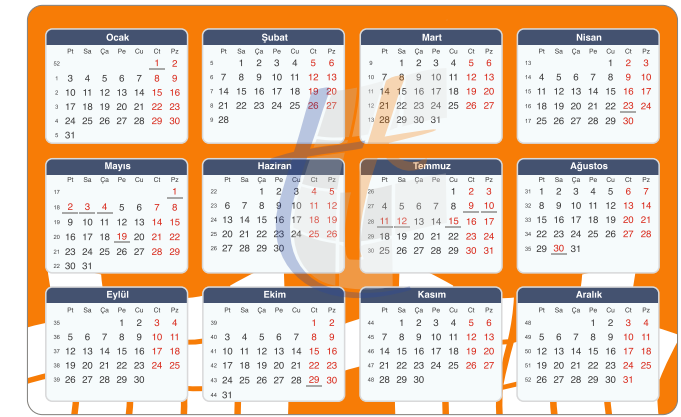 Ocak
Pt Sa Ça Pe Cu Ct Pz
52 1 2
1 3 4 5 6 7 8 9
2 10 11 12 13 14 15 16
3 17 18 19 20 21 22 23
4 24 25 26 27 28 29 30
5 31
Şubat
Pt Sa Ça Pe Cu Ct Pz
5 1 2 3 4 5 6
6 7 8 9 10 11 12 13
7 14 15 16 17 18 19 20
8 21 22 23 24 25 26 27
9 28
Mart
Pt Sa Ça Pe Cu Ct Pz
9 1 2 3 4 5 6
10 7 8 9 10 11 12 13
11 14 15 16 17 18 19 20
12 21 22 23 24 25 26 27
13 28 29 30 31
Nisan
Pt Sa Ça Pe Cu Ct Pz
13 1 2 3
14 4 5 6 7 8 9 10
15 11 12 13 14 15 16 17
16 18 19 20 21 22 23 24
17 25 26 27 28 29 30
Mayıs
Pt Sa Ça Pe Cu Ct Pz
17 1
18 2 3 4 5 6 7 8
19 9 10 11 12 13 14 15
20 16 17 18 19 20 21 22
21 23 24 25 26 27 28 29
22 30 31
Haziran
Pt Sa Ça Pe Cu Ct Pz
22 1 2 3 4 5
23 6 7 8 9 10 11 12
24 13 14 15 16 17 18 19
25 20 21 22 23 24 25 26
26 27 28 29 30
Temmuz
Pt Sa Ça Pe Cu Ct Pz
26 1 2 3
27 4 5 6 7 8 9 10
28 11 12 13 14 15 16 17
29 18 19 20 21 22 23 24
30 25 26 27 28 29 30 31
Ağustos
Pt Sa Ça Pe Cu Ct Pz
31 1 2 3 4 5 6 7
32 8 9 10 11 12 13 14
33 15 16 17 18 19 20 21
34 22 23 24 25 26 27 28
35 29 30 31
Eylül
Pt Sa Ça Pe Cu Ct Pz
35 1 2 3 4
36 5 6 7 8 9 10 11
37 12 13 14 15 16 17 18
38 19 20 21 22 23 24 25
39 26 27 28 29 30
Ekim
Pt Sa Ça Pe Cu Ct Pz
39 1 2
40 3 4 5 6 7 8 9
41 10 11 12 13 14 15 16
42 17 18 19 20 21 22 23
43 24 25 26 27 28 29 30
44 31
Kasım
Pt Sa Ça Pe Cu Ct Pz
44 1 2 3 4 5 6
45 7 8 9 10 11 12 13
46 14 15 16 17 18 19 20
47 21 22 23 24 25 26 27
48 28 29 30
Aralık
Pt Sa Ça Pe Cu Ct Pz
48 1 2 3 4
49 5 6 7 8 9 10 11
50 12 13 14 15 16 17 18
51 19 20 21 22 23 24 25
52 26 27 28 29 30 31